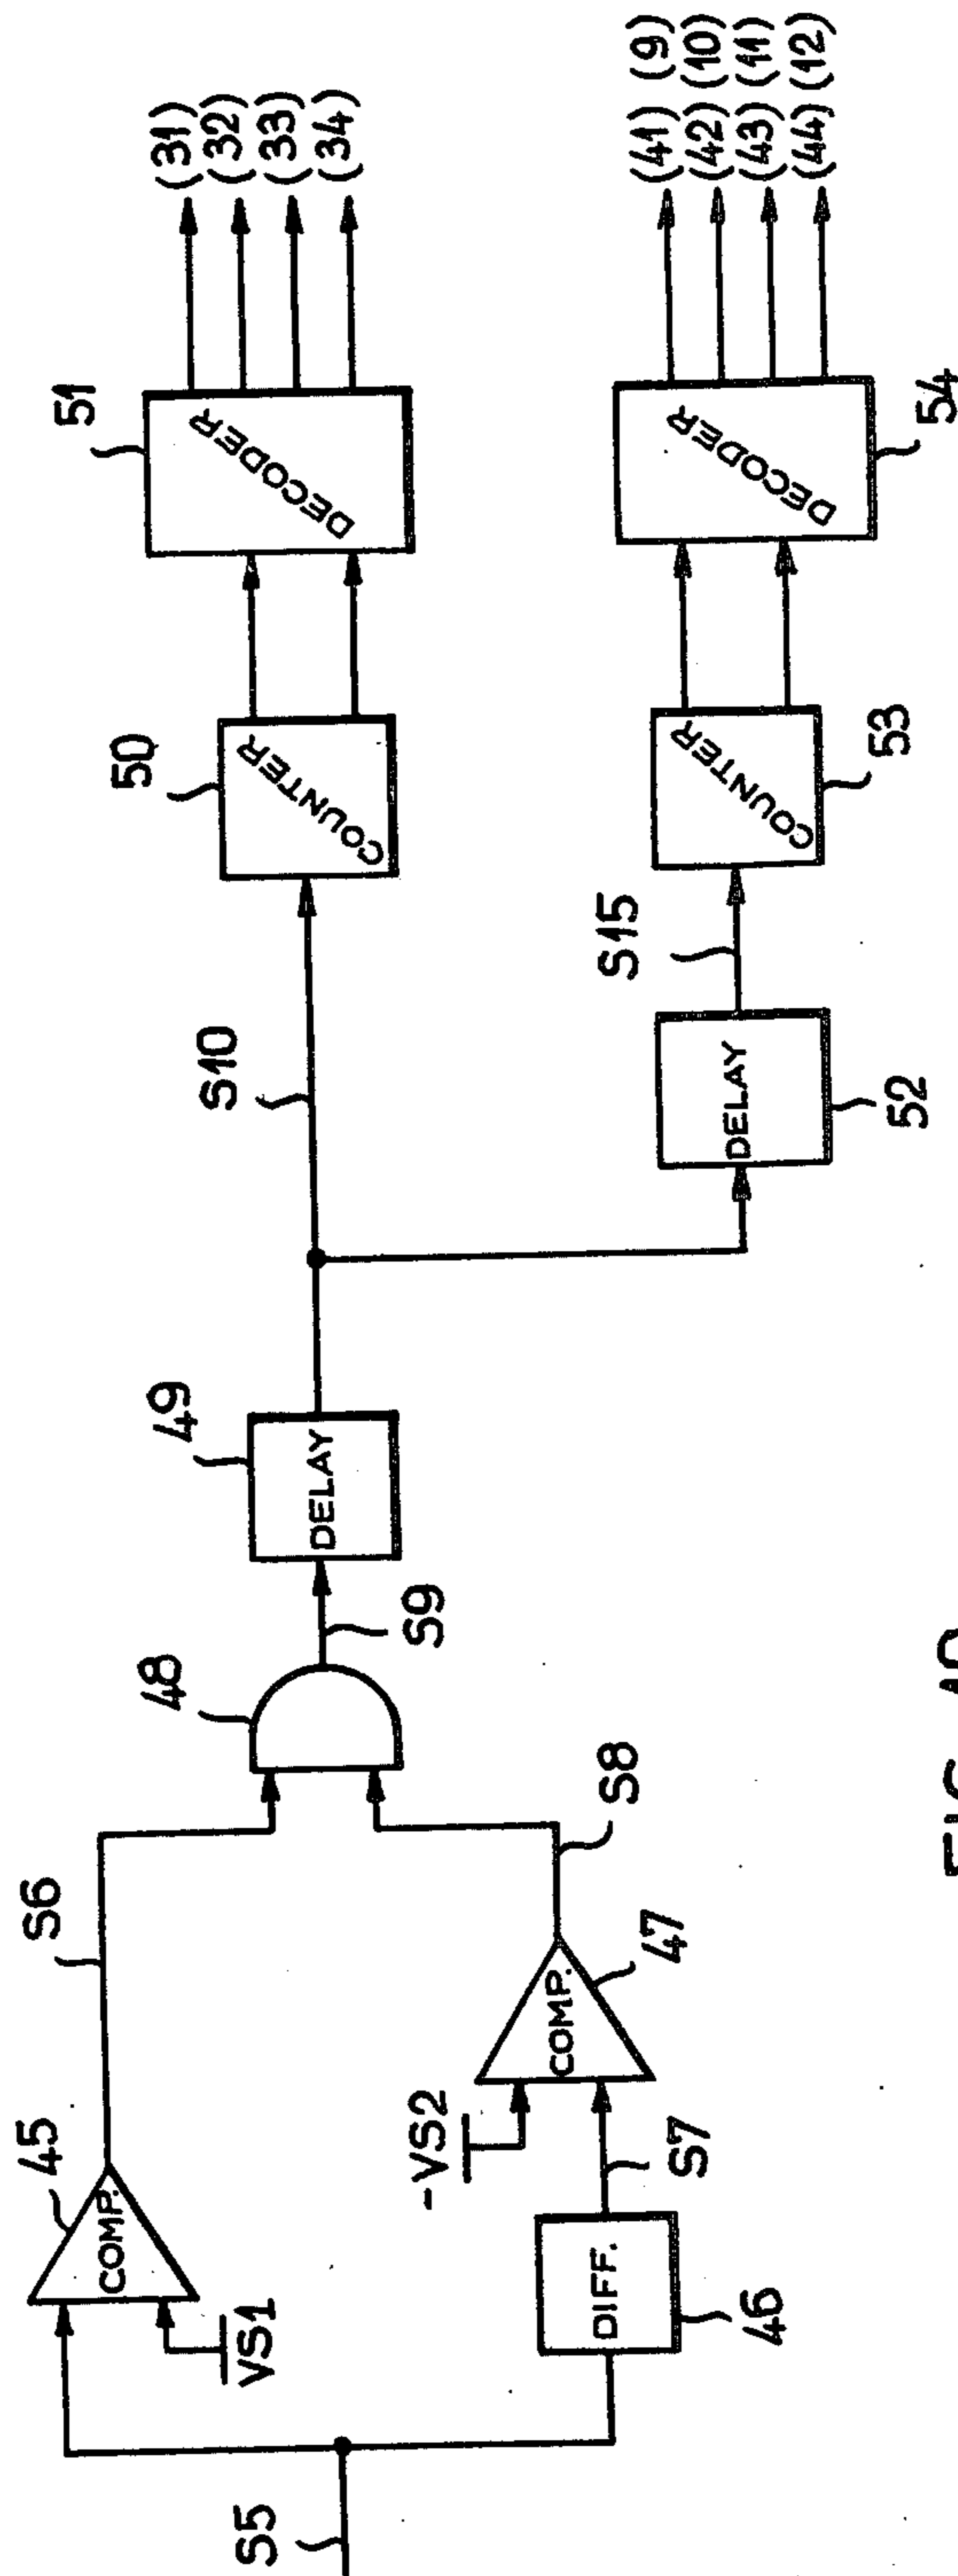 S5
45
COMP.
VS1
S6
DIFF.
46
S7
-VS2
COMP.
47
S8
48
S9
DELAY
49
S10
COUNTER
50
DECODER
51
(31)
(32)
(33)
(34)
DELAY
52
S15
COUNTER
53
DECODER
54
(41) (9)
(42) (10)
(43) (11)
(44) (12)